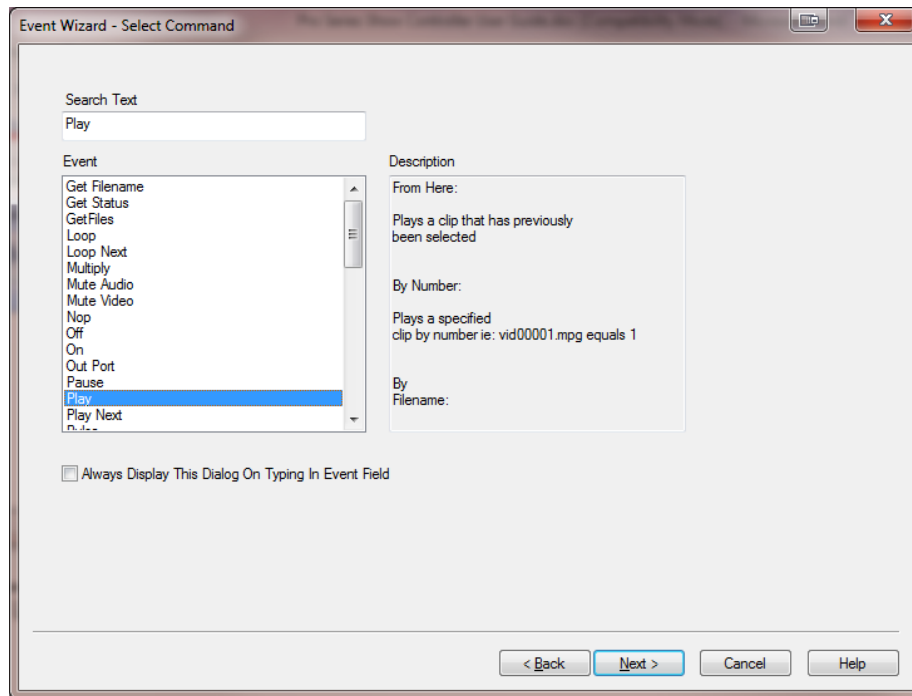 Event Wizard - Select Command
Search Text
Play
Event
Get Filename
Get Status
GetFiles
Loop
Loop Next
Multiply
Mute Audio
Mute Video
Nop
Off
On
Out Port
Pause
Play
Play Next
Description
From Here:
Plays a clip that has previously
been selected
By Number:
Plays a specified
clip by number ie: vid00001.mpg equals 1
By
Filename:
Always Display This Dialog On Typing In Event Field
< Back
Next >
Cancel
Help